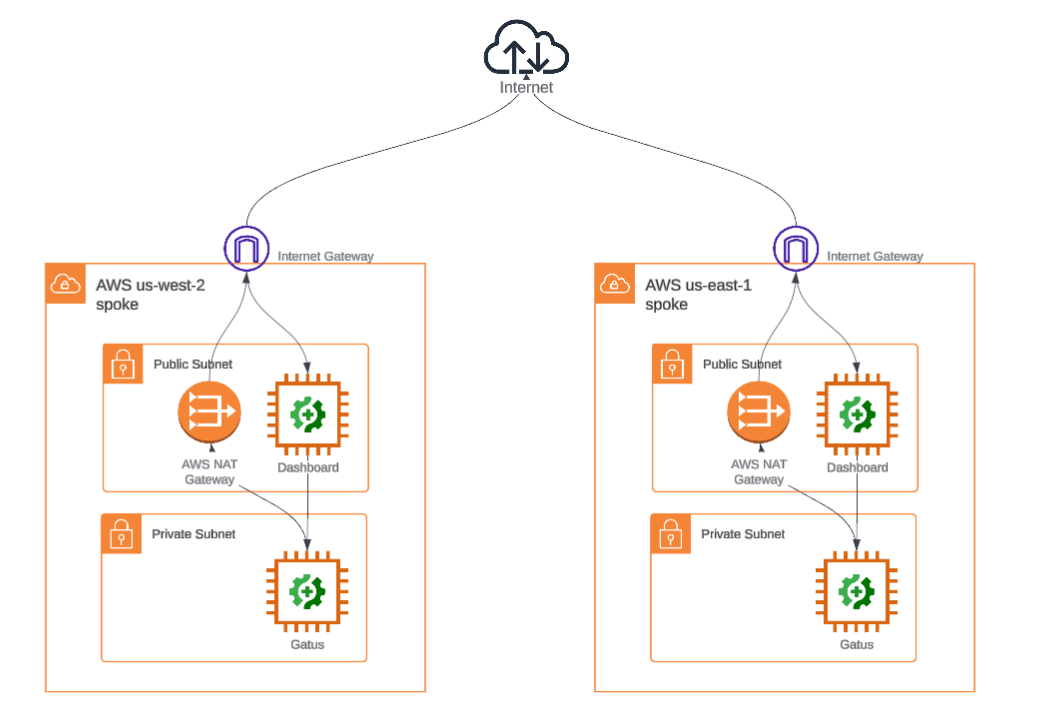 Internet
Internet Gateway
AWS us-west-2
spoke
Public Subnet
AWS NAT
Gateway
Dashboard
Private Subnet
Gatus
Internet Gateway
AWS us-east-1
spoke
Public Subnet
AWS NAT
Gateway
Dashboard
Private Subnet
Gatus